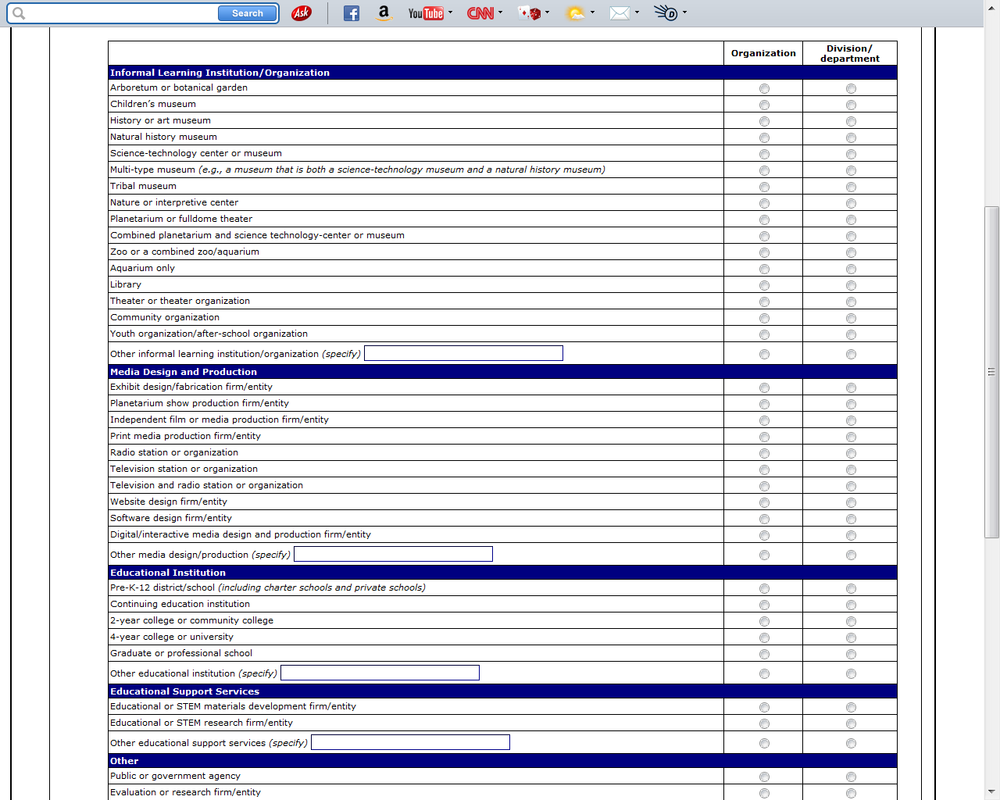 Search Ask YouTube CNN
Organization
Division/
department
Informal Learning Institution/Organization
Arboretum or botanical garden
Children’s museum
History or art museum
Natural history museum
Science-technology center or museum
Multi-type museum (e.g., a museum that is both a science-technology museum and a natural history museum)
Tribal museum
Nature or interpretive center
Planetarium or fulldome theater
Combined planetarium and science technology-center or museum
Zoo or a combined zoo/aquarium
Aquarium only
Library
Theater or theater organization
Community organization
Youth organization/after-school organization
Other informal learning institution/organization (specify)
Media Design and Production
Exhibit design/fabrication firm/entity
Planetarium show production firm/entity
Independent film or media production firm/entity
Print media production firm/entity
Radio station or organization
Television station or organization
Television and radio station or organization
Website design firm/entity
Software design firm/entity
Digital/interactive media design and production firm/entity
Other media design/production (specify)
Educational Institution
Pre-K-12 district/school (including charter schools and private schools)
Continuing education institution
2-year college or community college
4-year college or university
Graduate or professional school
Other educational institution (specify)
Educational Support Services
Educational or STEM materials development firm/entity
Educational or STEM research firm/entity
Other educational support services (specify)
Other
Public or government agency
Evaluation or research firm/entity